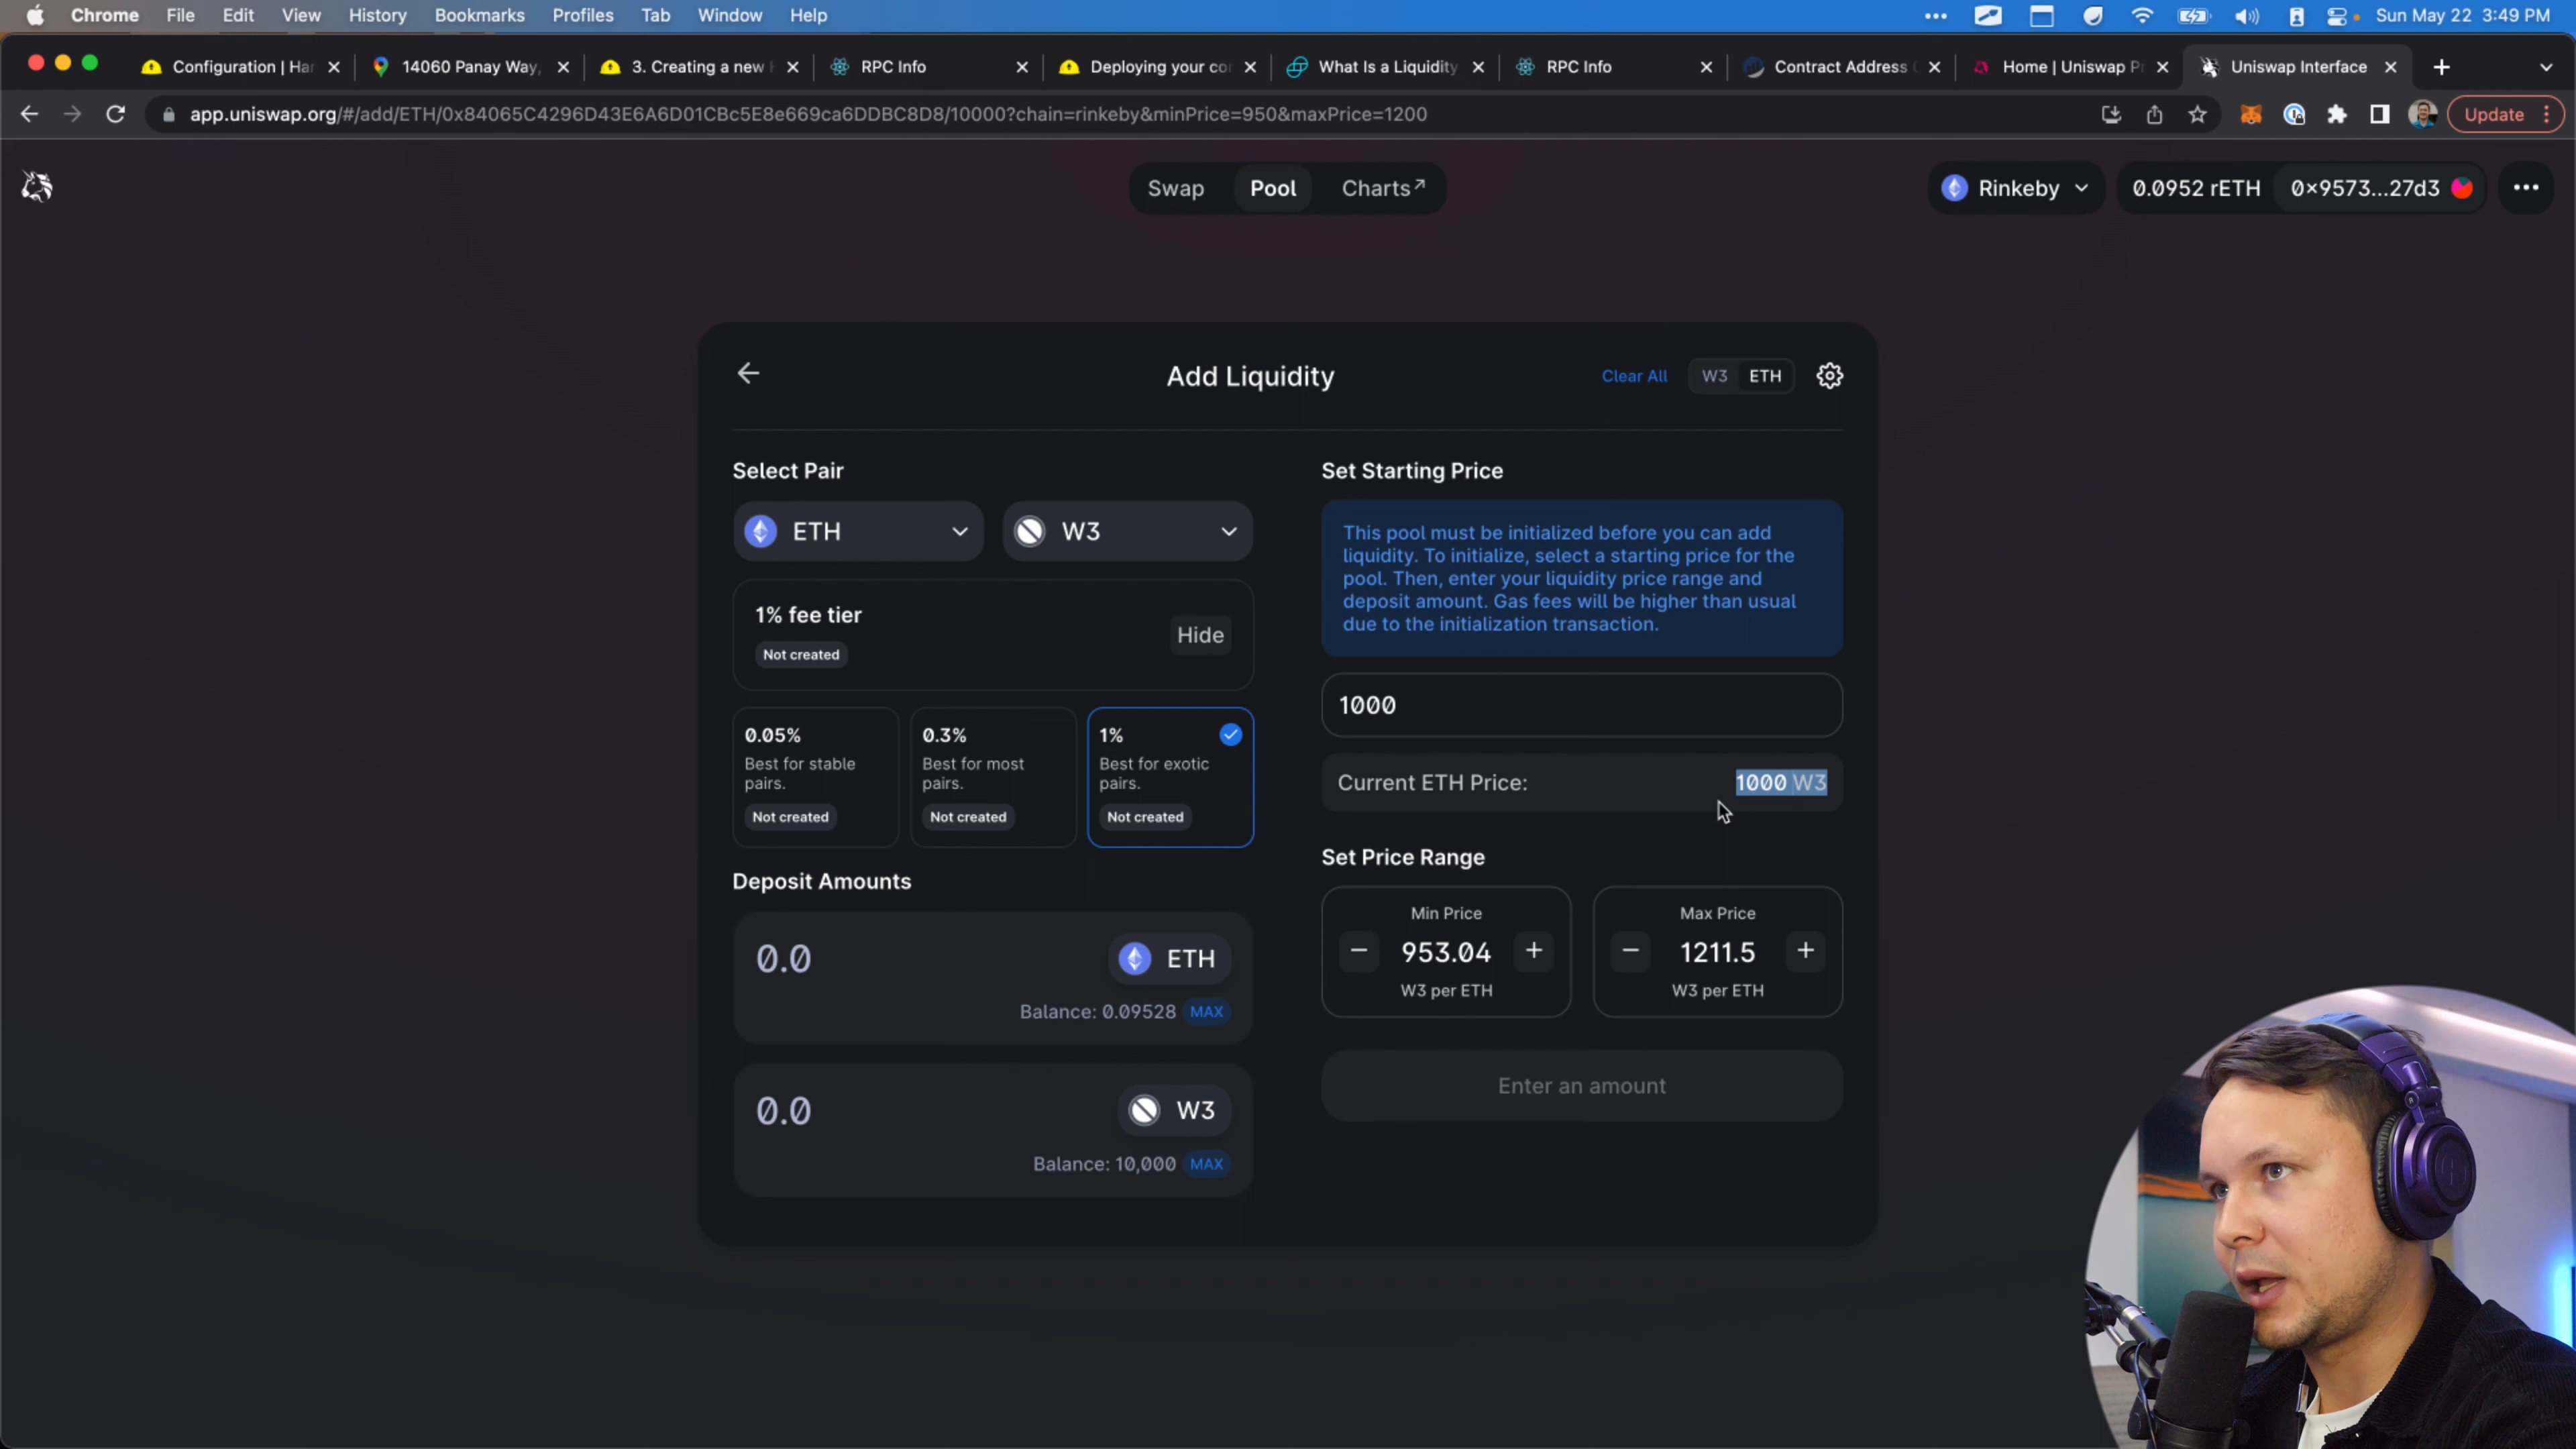 Chrome File Edit View History Bookmarks Profiles Tab Window Help
Sun May 22 3:49 PM
Configuration | Har
14060 Panay Way,
3. Creating a new
RPC Info
Deploying your co
What Is a Liquidity
RPC Info
Contract Address
Home | Uniswap Pr
Uniswap Interface
app.uniswap.org/#/add/ETH/0x84065C4296D43E6A6D01CBc5E8e669ca6DDBC8D8/10000?chain=rinkeby&minPrice=950&maxPrice=1200
Update
Swap Pool Charts↗
Rinkeby
0.0952 rETH 0×9573...27d3
Add Liquidity
Clear All
W3 ETH
Select Pair
ETH
W3
1% fee tier
Not created
Hide
0.05%
Best for stable
pairs.
Not created
0.3%
Best for most
pairs.
Not created
1%
Best for exotic
pairs.
Not created
Deposit Amounts
0.0
ETH
Balance: 0.09528 MAX
0.0
W3
Balance: 10,000 MAX
Set Starting Price
This pool must be initialized before you can add
liquidity. To initialize, select a starting price for the
pool. Then, enter your liquidity price range and
deposit amount. Gas fees will be higher than usual
due to the initialization transaction.
1000
Current ETH Price: 1000 W3
Set Price Range
Min Price
− 953.04 +
W3 per ETH
Max Price
− 1211.5 +
W3 per ETH
Enter an amount